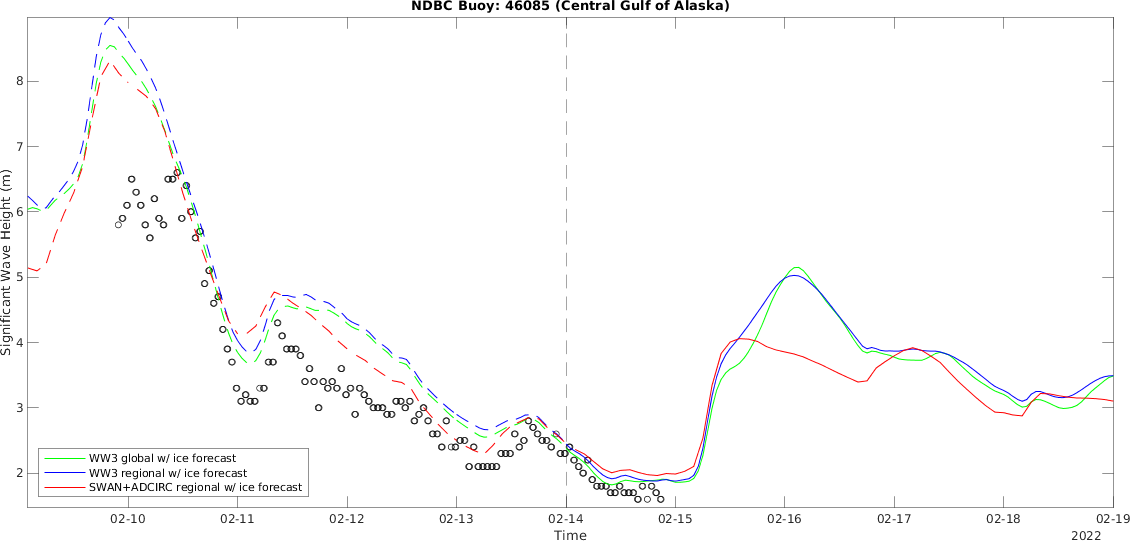 NDBC Buoy: 46085 (Central Gulf of Alaska)
Significant Wave Height (m)
8
7
6
5
4
3
2
WW3 global w/ ice forecast
WW3 regional w/ ice forecast
SWAN+ADCIRC regional w/ ice forecast
02-10 02-11 02-12 02-13 02-14 02-15 02-16 02-17 02-18 02-19
Time
2022